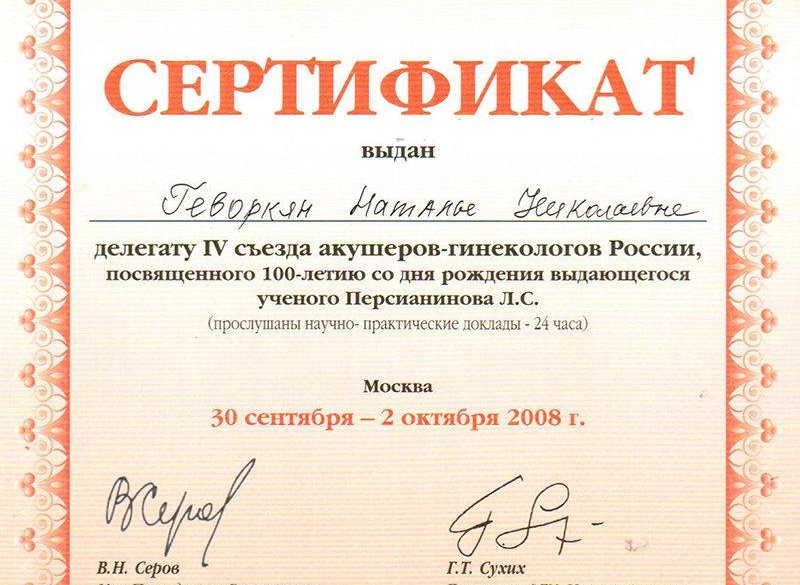 СЕРТИФИКАТ
выдан
Геворкян Наталье Николаевне
делегату IV съезда акушеров-гинекологов России,
посвященного 100-летию со дня рождения выдающегося
ученого Персианинова Л.С.
(прослушаны научно- практические доклады - 24 часа)
Москва
30 сентября – 2 октября 2008 г.
ВСеров
В.Н. Серов
Г.Т. Сухих